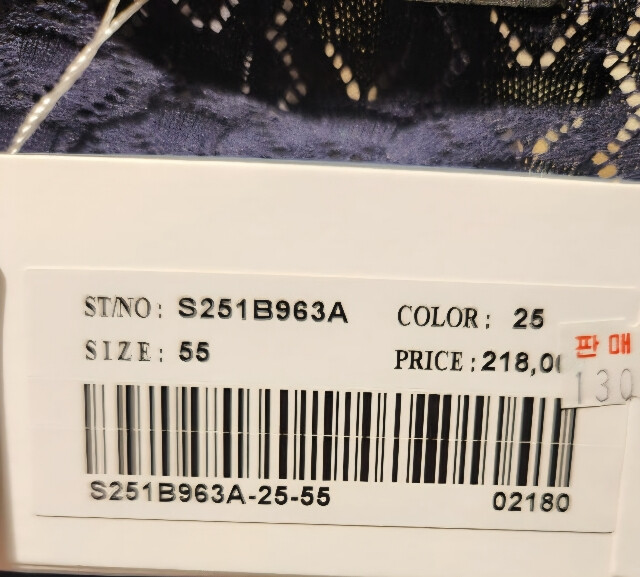 ST/NO: S251B963A COLOR: 25
SIZE: 55 PRICE: 218,0
판매
130
S251B963A-25-55 02180